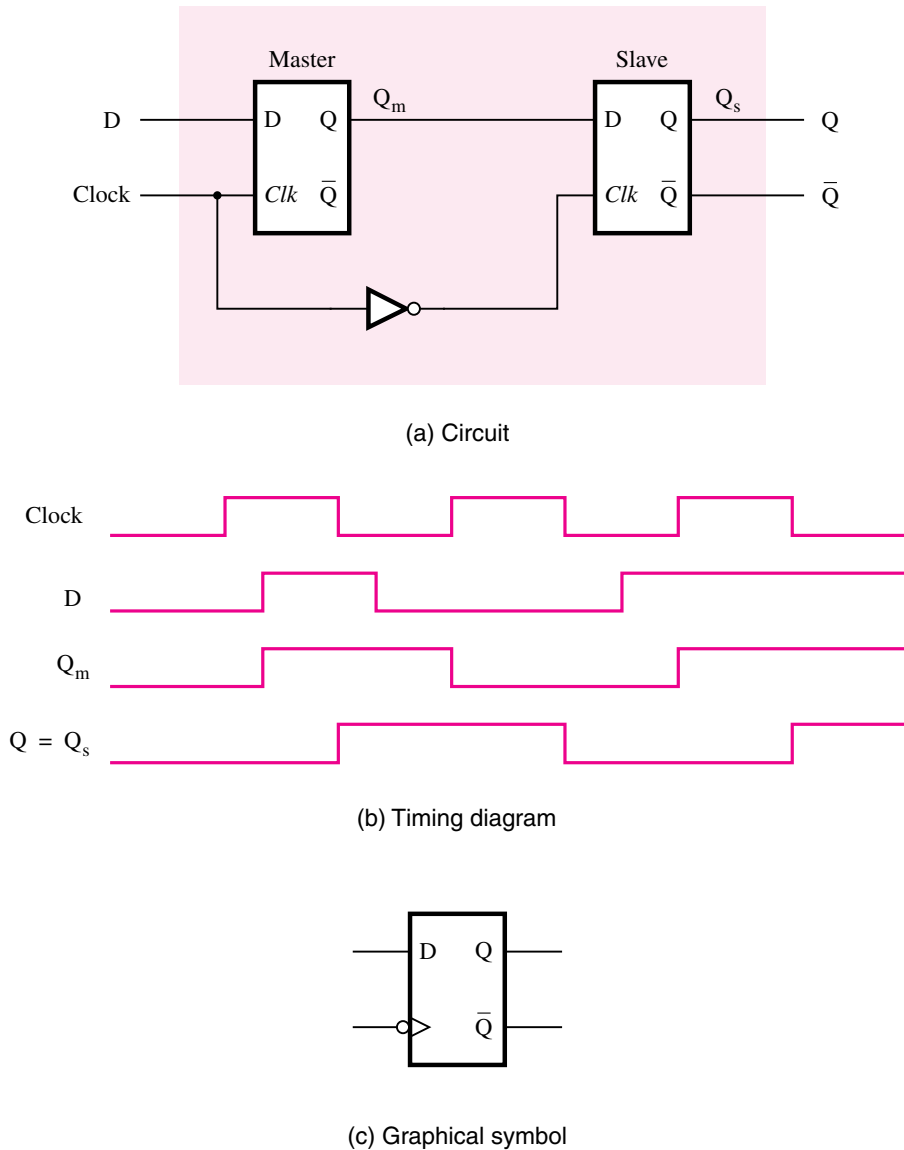 Master Slave
D D Q Q_m D Q Q_s Q
Clock Clk Q̅ Clk Q̅ Q̅
(a) Circuit
Clock
D
Q_m
Q = Q_s
(b) Timing diagram
D Q
Q̅
(c) Graphical symbol